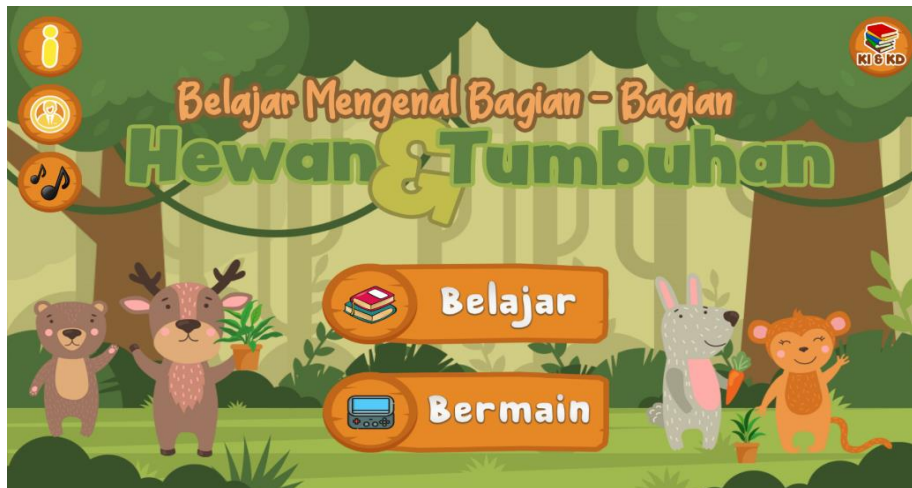 KI & KD
Belajar Mengenal Bagian - Bagian
Hewan & Tumbuhan
Belajar
Bermain